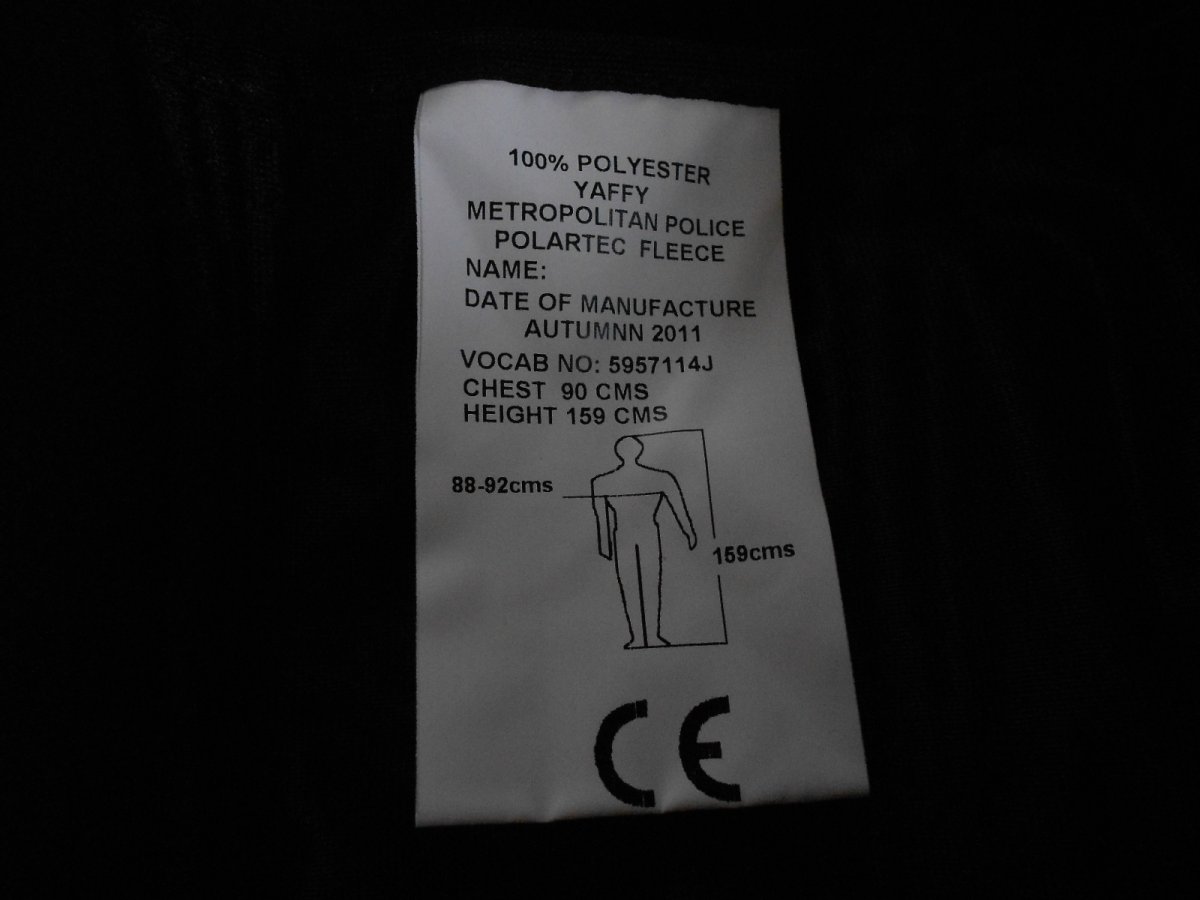 100% POLYESTER
YAFFY
METROPOLITAN POLICE
POLARTEC FLEECE
NAME:
DATE OF MANUFACTURE
AUTUMNN 2011
VOCAB NO: 5957114J
CHEST 90 CMS
HEIGHT 159 CMS
88-92cms
159cms
CE